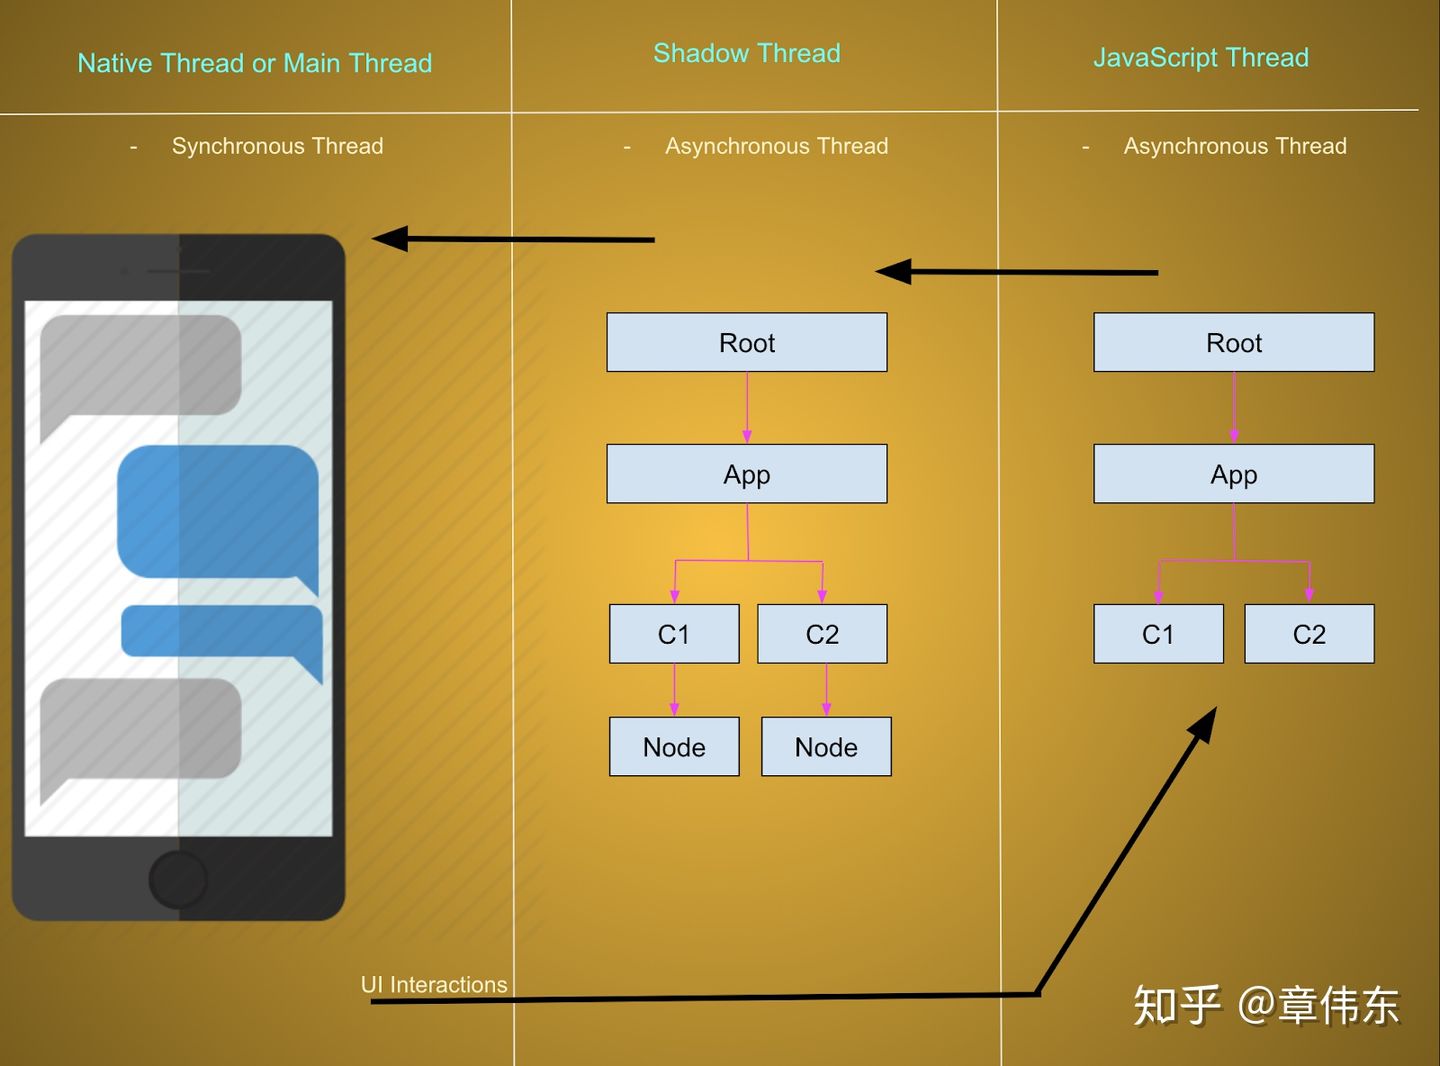 Native Thread or Main Thread
Shadow Thread
JavaScript Thread
- Synchronous Thread
- Asynchronous Thread
- Asynchronous Thread
Root
Root
App
App
C1
C2
C1
C2
Node
Node
UI Interactions
知乎 @章伟东